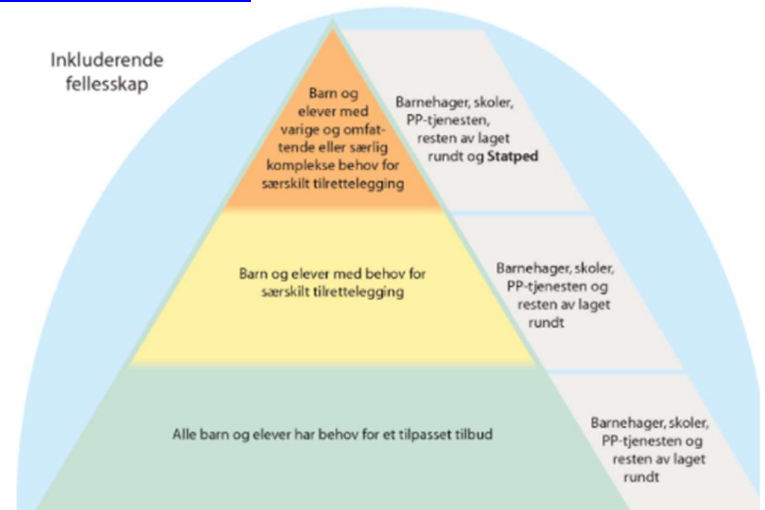 Inkluderende
fellesskap
Barn og
elever med
varige og omfat-
tende eller særlig
komplekse behov for
særskilt tilrettelegging
Barnehager, skoler,
PP-tjenesten,
resten av laget
rundt og Statped
Barn og elever med behov for
særskilt tilrettelegging
Barnehager, skoler,
PP-tjenesten og
resten av laget
rundt
Alle barn og elever har behov for et tilpasset tilbud
Barnehager, skoler,
PP-tjenesten og
resten av laget
rundt